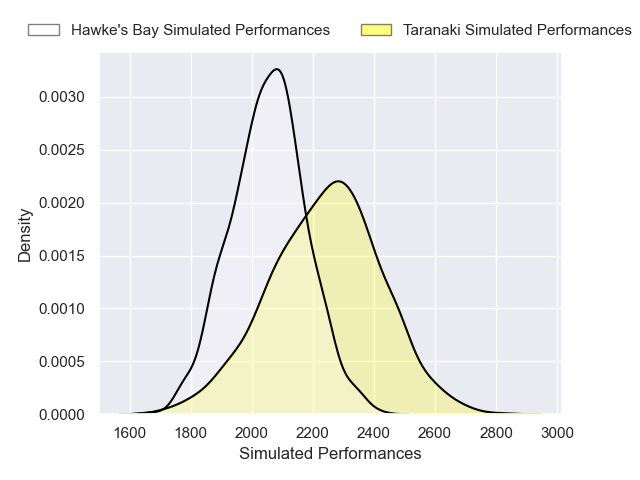 Hawke's Bay Simulated Performances
Taranaki Simulated Performances
0.0030
0.0025
0.0020
0.0015
0.0010
0.0005
0.0000
Density
1600 1800 2000 2200 2400 2600 2800 3000
Simulated Performances